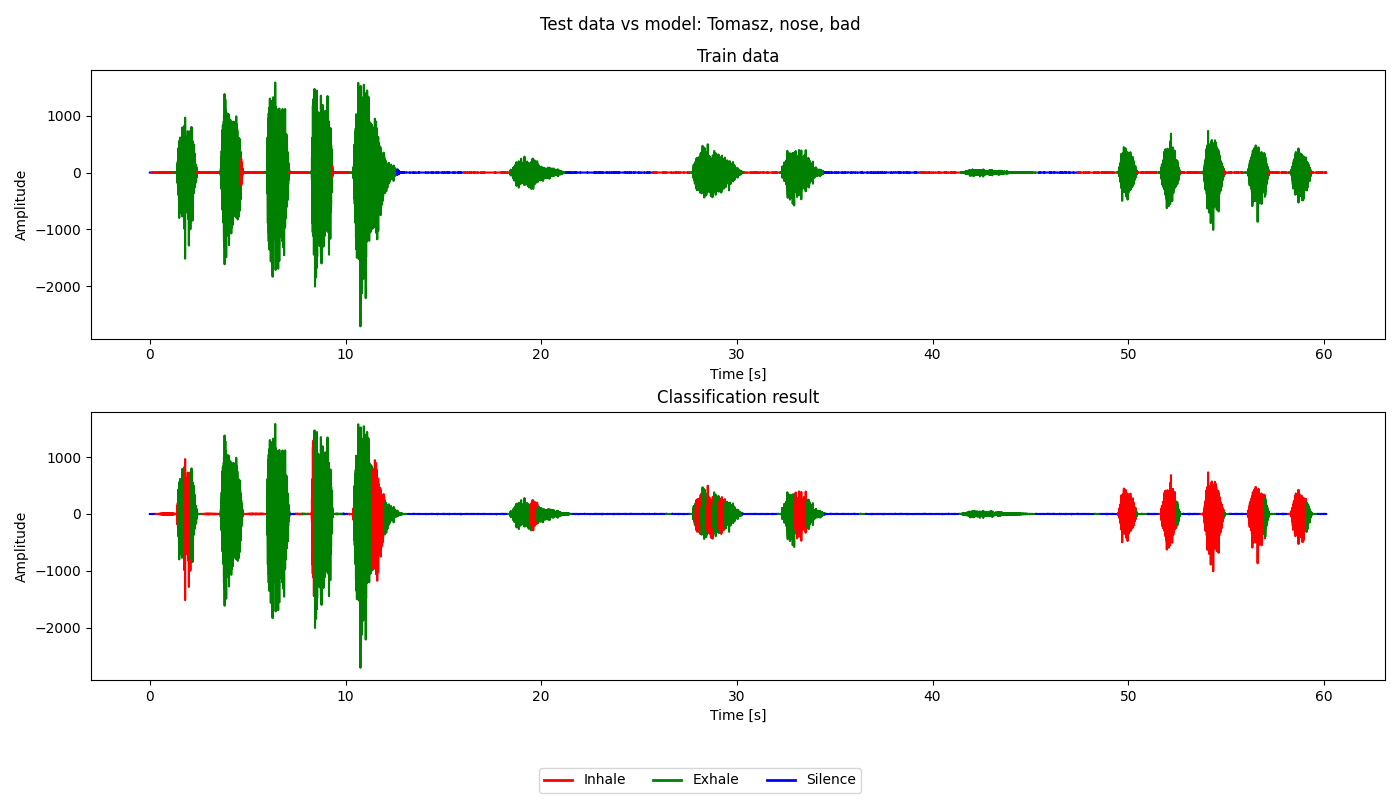 Test data vs model: Tomasz, nose, bad
Train data
1000
0
−1000
−2000
Amplitude
0 10 20 30 40 50 60
Time [s]
Classification result
1000
0
−1000
−2000
Amplitude
0 10 20 30 40 50 60
Time [s]
Inhale Exhale Silence